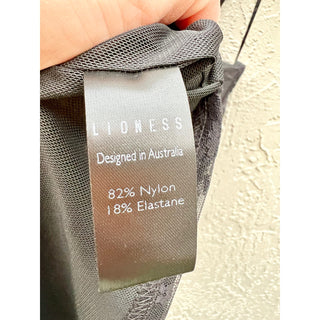 LIONESS
Designed in Australia
82% Nylon
18% Elastane